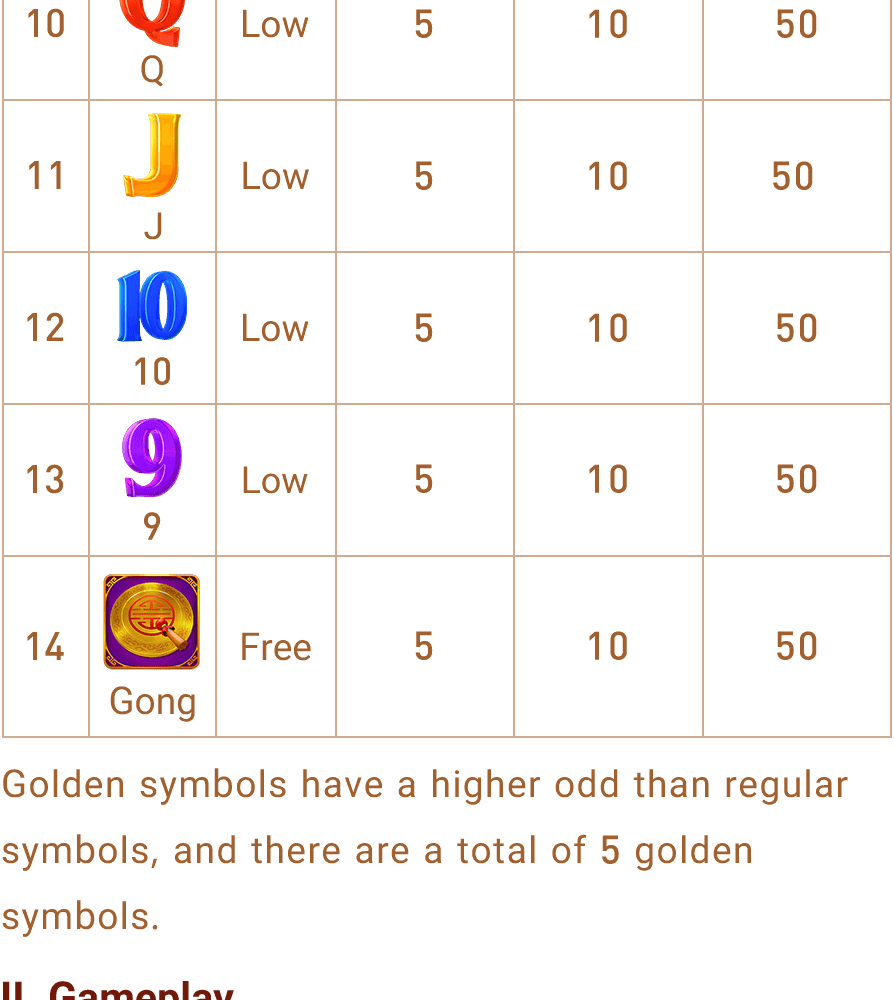 10 Q Low 5 10 50
Q
11 J Low 5 10 50
J
12 10 Low 5 10 50
10
13 9 Low 5 10 50
9
14 Free 5 10 50
Gong
Golden symbols have a higher odd than regular
symbols, and there are a total of 5 golden
symbols.
II. Gameplay